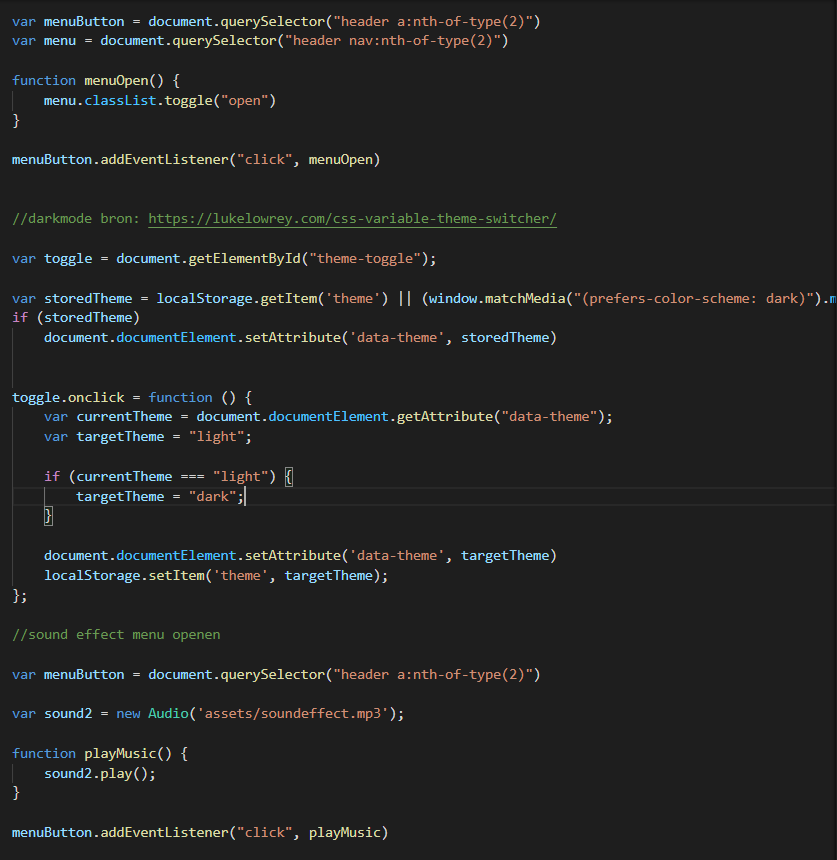 var menuButton = document.querySelector("header a:nth-of-type(2)")
var menu = document.querySelector("header nav:nth-of-type(2)")
function menuOpen() {
menu.classList.toggle("open")
}
menuButton.addEventListener("click", menuOpen)
//darkmode bron: https://lukelowrey.com/css-variable-theme-switcher/
var toggle = document.getElementById("theme-toggle");
var storedTheme = localStorage.getItem('theme') || (window.matchMedia("(prefers-color-scheme: dark)").m
if (storedTheme)
document.documentElement.setAttribute('data-theme', storedTheme)
toggle.onclick = function () {
var currentTheme = document.documentElement.getAttribute("data-theme");
var targetTheme = "light";
if (currentTheme === "light") {
targetTheme = "dark";
}
document.documentElement.setAttribute('data-theme', targetTheme)
localStorage.setItem('theme', targetTheme);
};
//sound effect menu openen
var menuButton = document.querySelector("header a:nth-of-type(2)")
var sound2 = new Audio('assets/soundeffect.mp3');
function playMusic() {
sound2.play();
}
menuButton.addEventListener("click", playMusic)